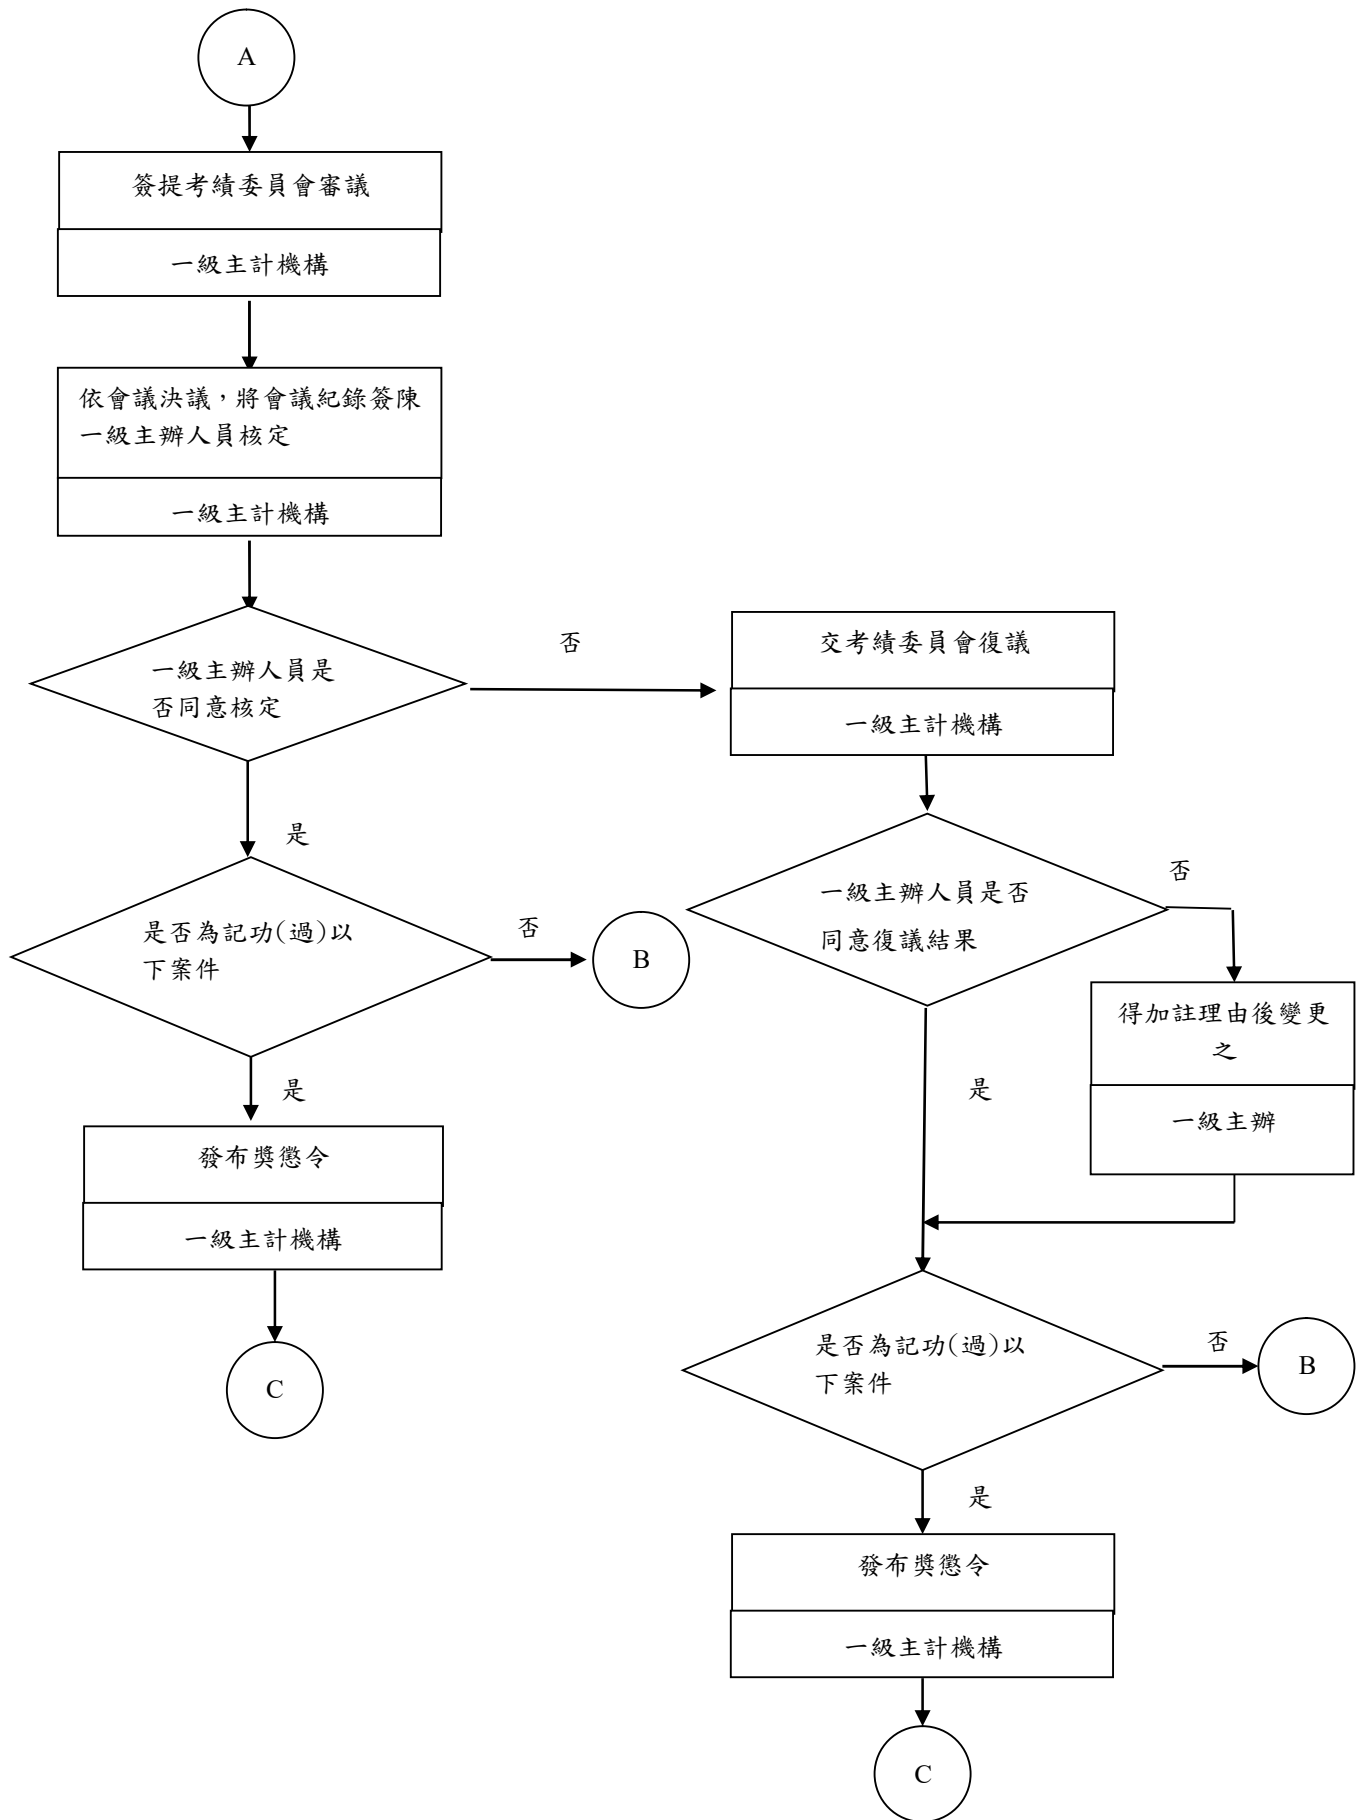 A
簽提考績委員會審議
一級主計機構
依會議決議，將會議紀錄簽陳
一級主辦人員核定
一級主計機構
一級主辦人員是
否同意核定
否
是
是否為記功(過)以
下案件
否
B
是
發布獎懲令
一級主計機構
C
交考績委員會復議
一級主計機構
一級主辦人員是否
同意復議結果
否
得加註理由後變更
之
一級主辦
是
是否為記功(過)以
下案件
否
B
是
發布獎懲令
一級主計機構
C